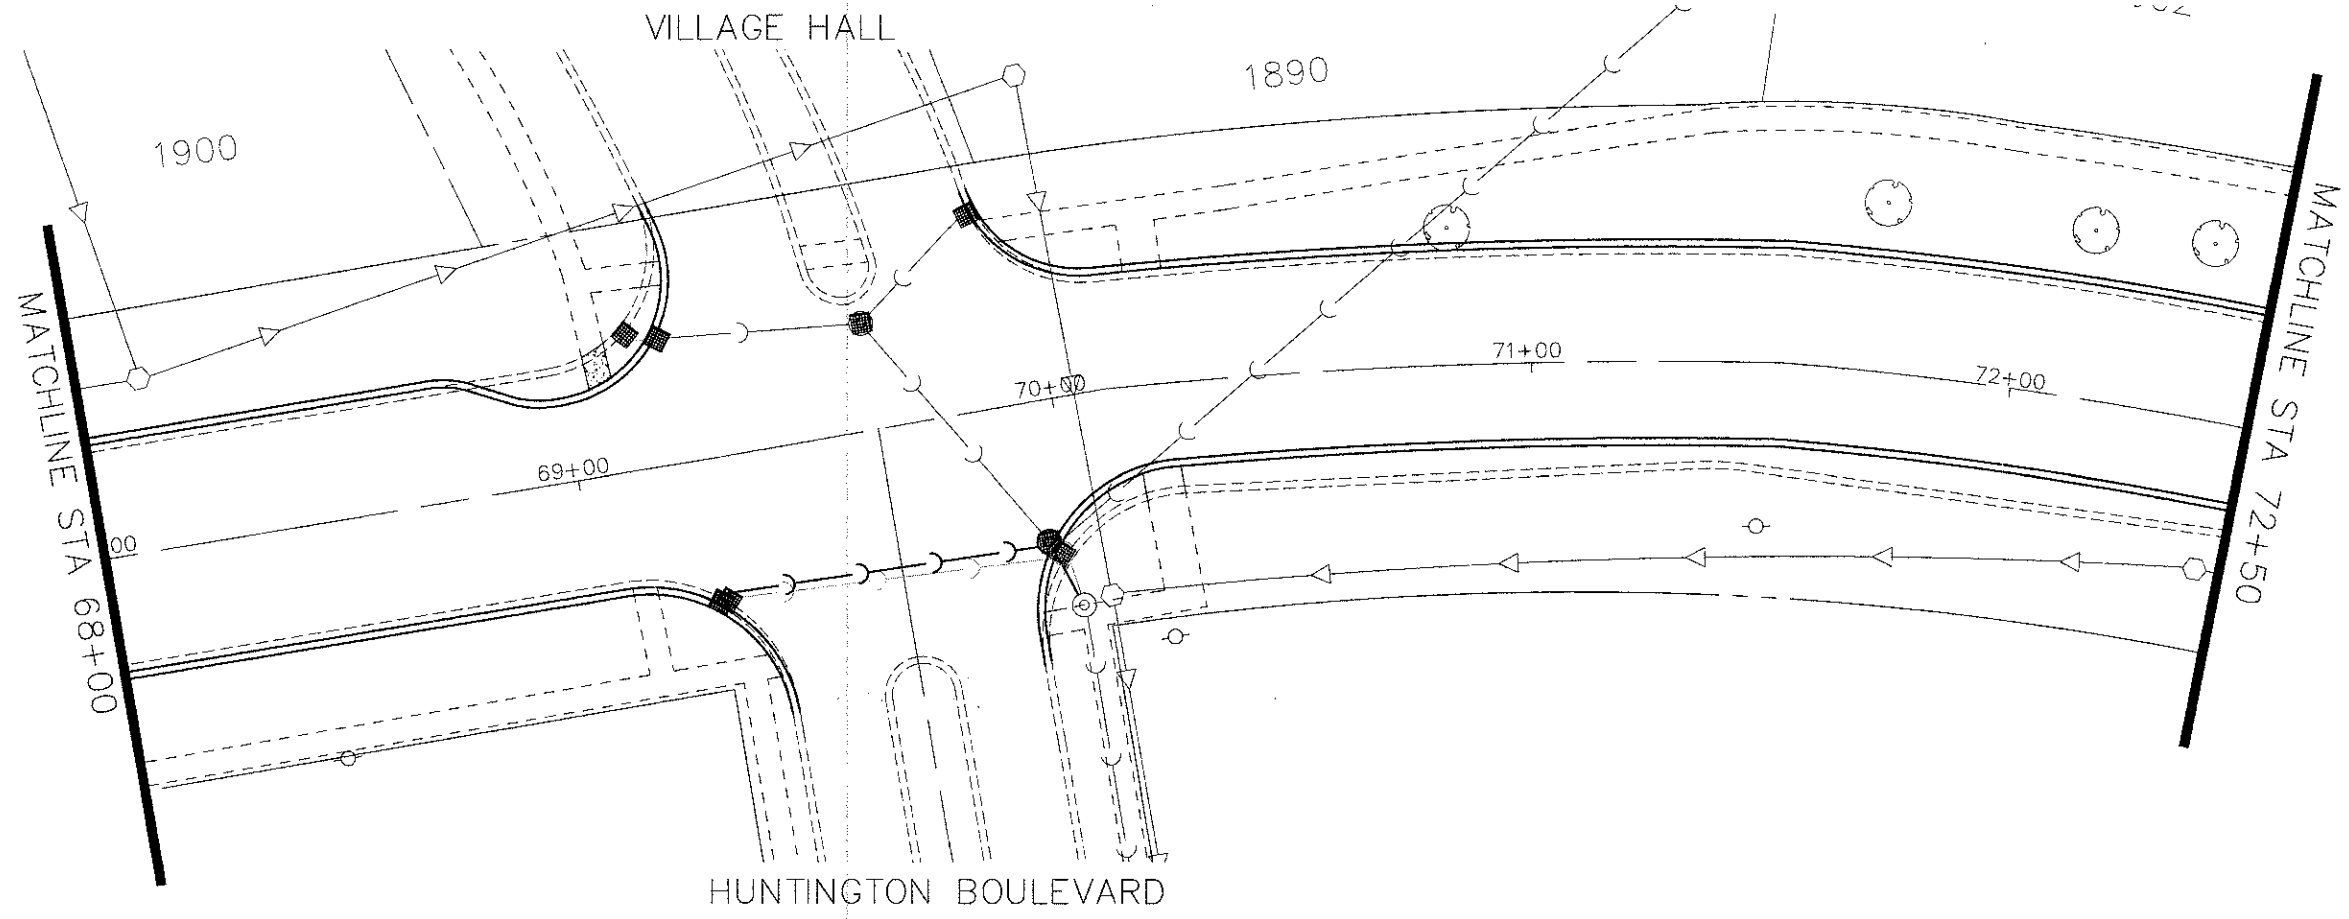 VILLAGE HALL
1890
1900
MATCHLINE STA 68+00
MATCHLINE STA 72+50
71+00
70+00
72+00
69+00
00
HUNTINGTON BOULEVARD